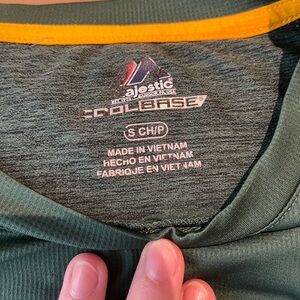 ajestic
COOLBASE
S CH/P
MADE IN VIETNAM
HECHO EN VIETNAM
FABRIQUE EN VIETNAM